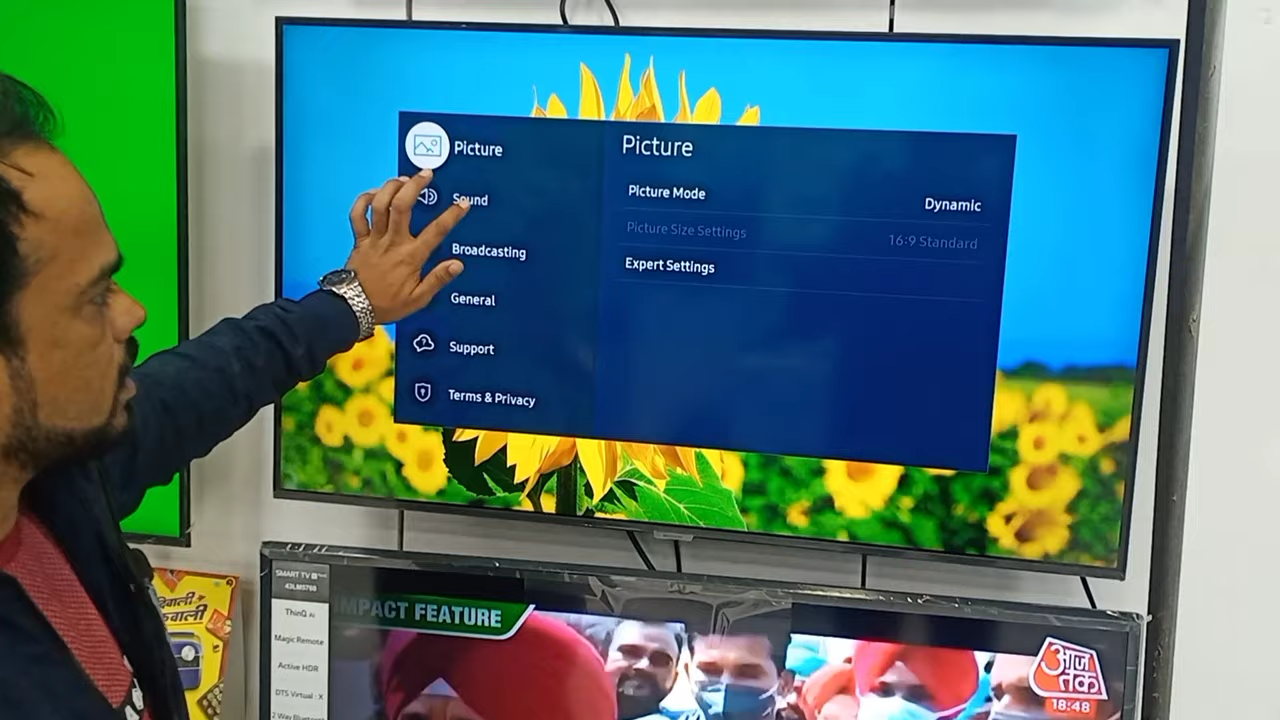 Picture
Sound
Broadcasting
General
Support
Terms & Privacy
Picture
Picture Mode
Dynamic
Picture Size Settings
16:9 Standard
Expert Settings
SMART TV
ThinQ AI
Magic Remote
Active HDR
DTS Virtual : X
IMPACT FEATURE
आज
तक
18:48